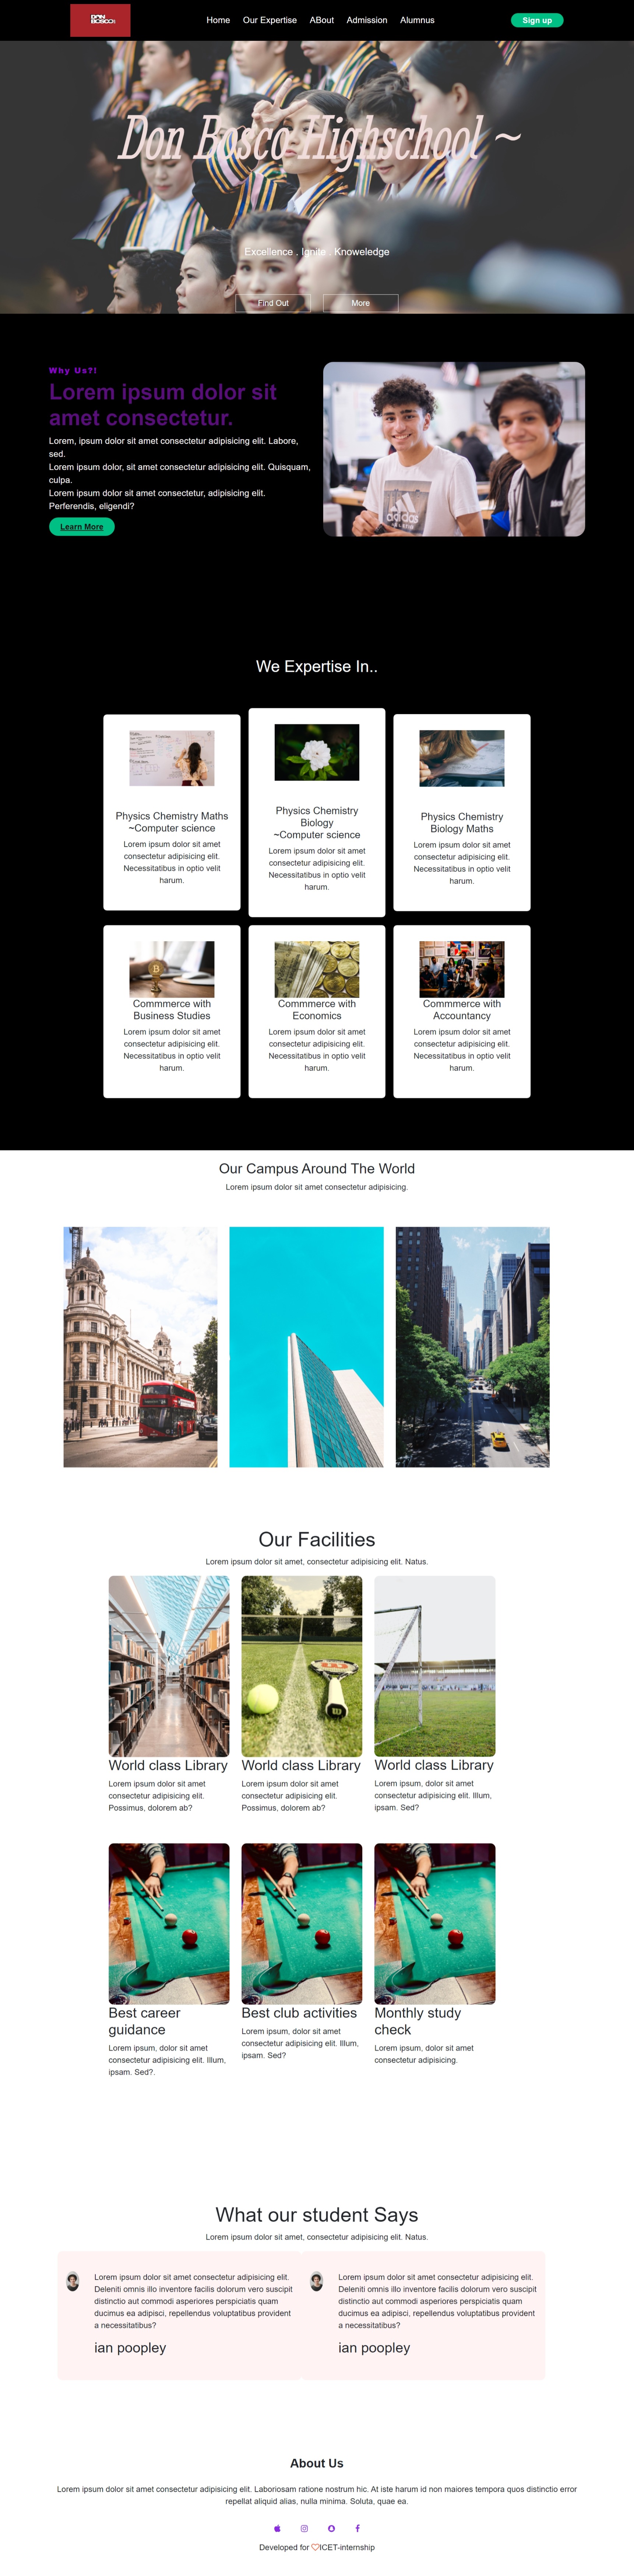 DON
BOSCO
Home Our Expertise ABout Admission Alumnus
Sign up
Don Bosco Highschool ~
Excellence . Ignite . Knoweledge
Find Out More
Why Us?!
Lorem ipsum dolor sit
amet consectetur.
Lorem, ipsum dolor sit amet consectetur adipisicing elit. Labore,
sed.
Lorem ipsum dolor, sit amet consectetur adipisicing elit. Quisquam,
culpa.
Lorem ipsum dolor sit amet consectetur, adipisicing elit.
Perferendis, eligendi?
Learn More
adidas
We Expertise In..
Physics Chemistry Maths
~Computer science
Lorem ipsum dolor sit amet
consectetur adipisicing elit.
Necessitatibus in optio velit
harum.
Physics Chemistry
Biology
~Computer science
Lorem ipsum dolor sit amet
consectetur adipisicing elit.
Necessitatibus in optio velit
harum.
Physics Chemistry
Biology Maths
Lorem ipsum dolor sit amet
consectetur adipisicing elit.
Necessitatibus in optio velit
harum.
Commmerce with
Business Studies
Lorem ipsum dolor sit amet
consectetur adipisicing elit.
Necessitatibus in optio velit
harum.
Commmerce with
Economics
Lorem ipsum dolor sit amet
consectetur adipisicing elit.
Necessitatibus in optio velit
harum.
Commmerce with
Accountancy
Lorem ipsum dolor sit amet
consectetur adipisicing elit.
Necessitatibus in optio velit
harum.
Our Campus Around The World
Lorem ipsum dolor sit amet consectetur adipisicing.
Our Facilities
Lorem ipsum dolor sit amet, consectetur adipisicing elit. Natus.
World class Library
Lorem ipsum dolor sit amet
consectetur adipisicing elit.
Possimus, dolorem ab?
World class Library
Lorem ipsum dolor sit amet
consectetur adipisicing elit.
Possimus, dolorem ab?
World class Library
Lorem ipsum, dolor sit amet
consectetur adipisicing elit. Illum,
ipsam. Sed?
Best career
guidance
Lorem ipsum, dolor sit amet
consectetur adipisicing elit. Illum,
ipsam. Sed?.
Best club activities
Lorem ipsum, dolor sit amet
consectetur adipisicing elit. Illum,
ipsam. Sed?
Monthly study
check
Lorem ipsum, dolor sit amet
consectetur adipisicing.
What our student Says
Lorem ipsum dolor sit amet, consectetur adipisicing elit. Natus.
Lorem ipsum dolor sit amet consectetur adipisicing elit.
Deleniti omnis illo inventore facilis dolorum vero suscipit
distinctio aut commodi asperiores perspiciatis quam
ducimus ea adipisci, repellendus voluptatibus provident
a necessitatibus?
ian poopley
Lorem ipsum dolor sit amet consectetur adipisicing elit.
Deleniti omnis illo inventore facilis dolorum vero suscipit
distinctio aut commodi asperiores perspiciatis quam
ducimus ea adipisci, repellendus voluptatibus provident
a necessitatibus?
ian poopley
About Us
Lorem ipsum dolor sit amet consectetur adipisicing elit. Laboriosam ratione nostrum hic. At iste harum id non maiores tempora quos distinctio error
repellat aliquid alias, nulla minima. Soluta, quae ea.
Developed for ICET-internship